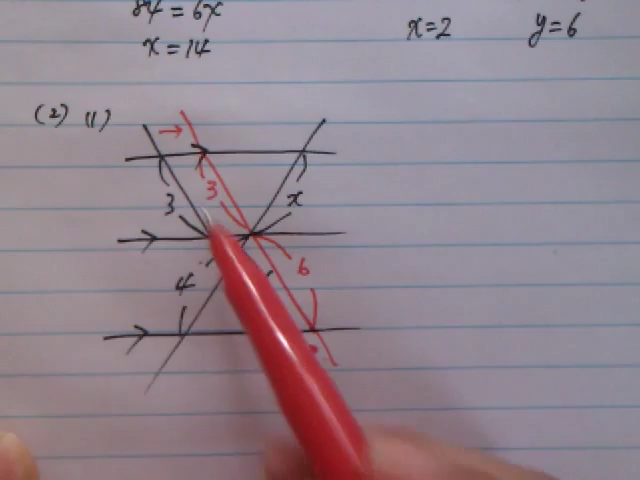 84 = 6x
x = 14
x = 2 y = 6
(2) (1)
3 3 x
4 6